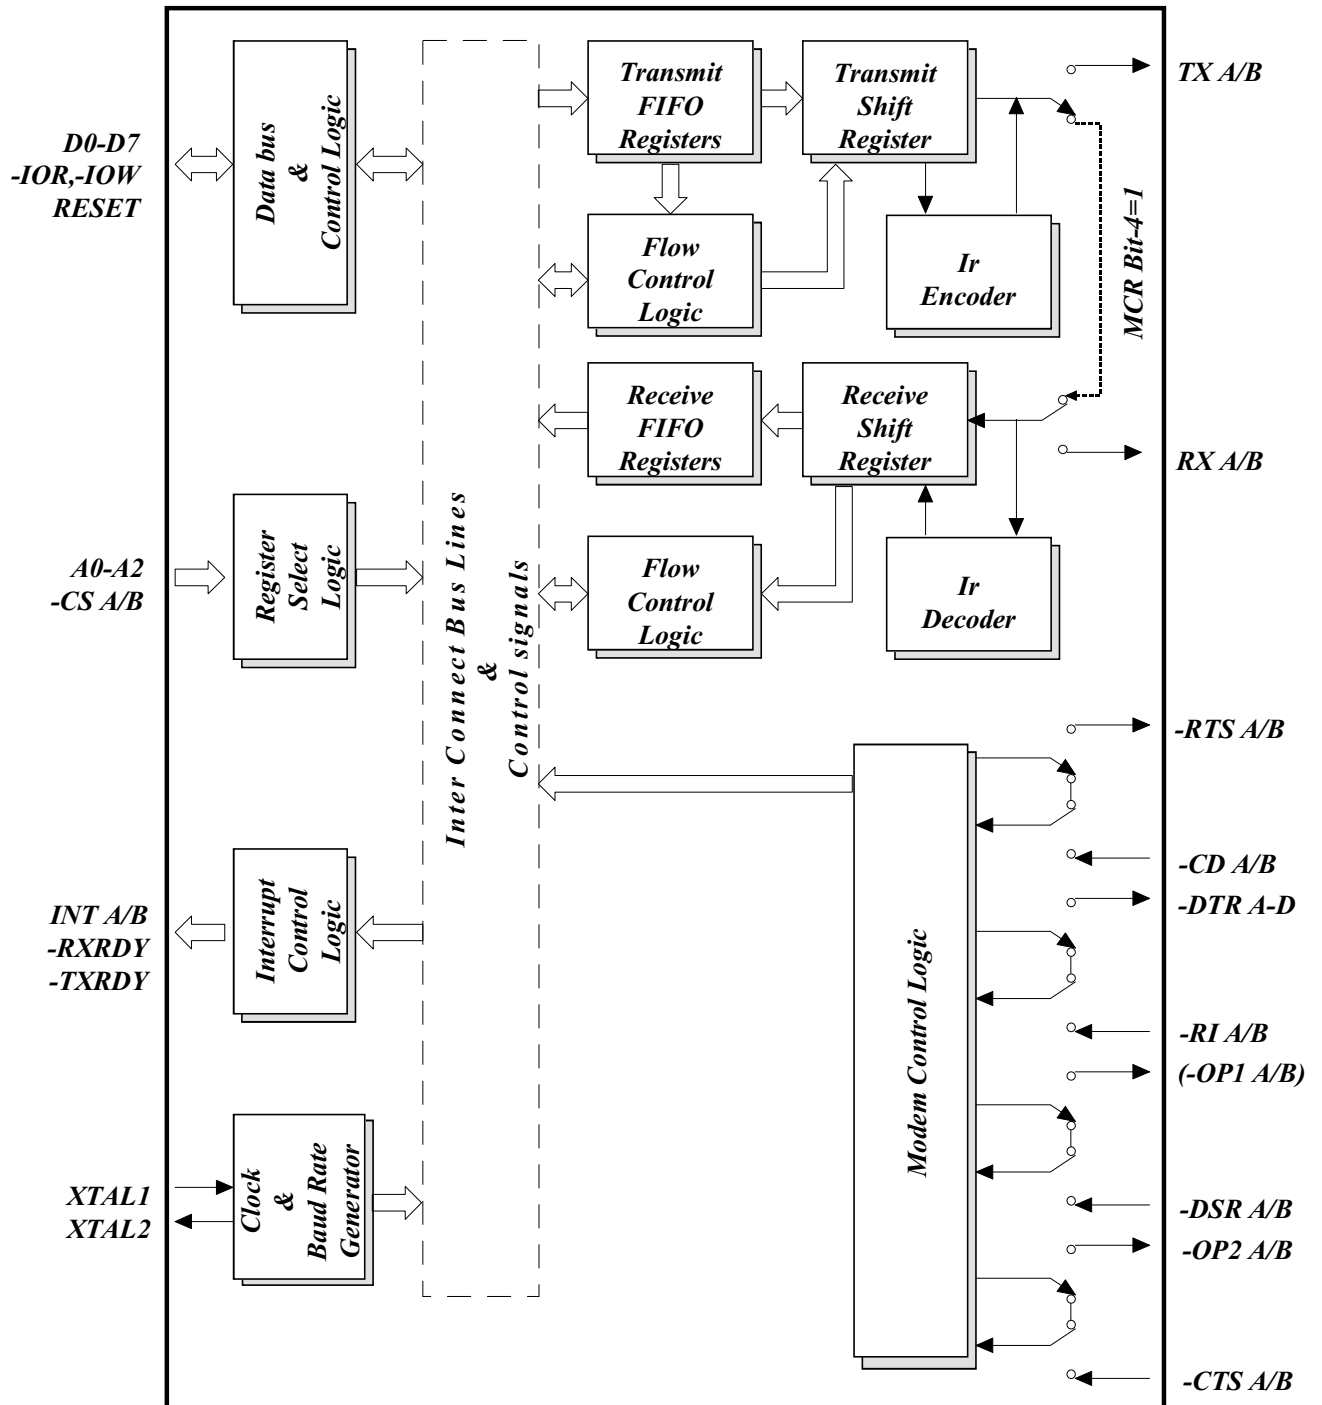 D0-D7
-IOR,-IOW
RESET
Data bus
&
Control Logic
A0-A2
-CS A/B
Register
Select
Logic
INT A/B
-RXRDY
-TXRDY
Interrupt
Control
Logic
XTAL1
XTAL2
Clock
&
Baud Rate
Generator
Inter Connect Bus Lines
&
Control signals
Transmit
FIFO
Registers
Transmit
Shift
Register
Flow
Control
Logic
Ir
Encoder
Receive
FIFO
Registers
Receive
Shift
Register
Flow
Control
Logic
Ir
Decoder
MCR Bit-4=1
Modem Control Logic
TX A/B
RX A/B
-RTS A/B
-CD A/B
-DTR A-D
-RI A/B
(-OP1 A/B)
-DSR A/B
-OP2 A/B
-CTS A/B